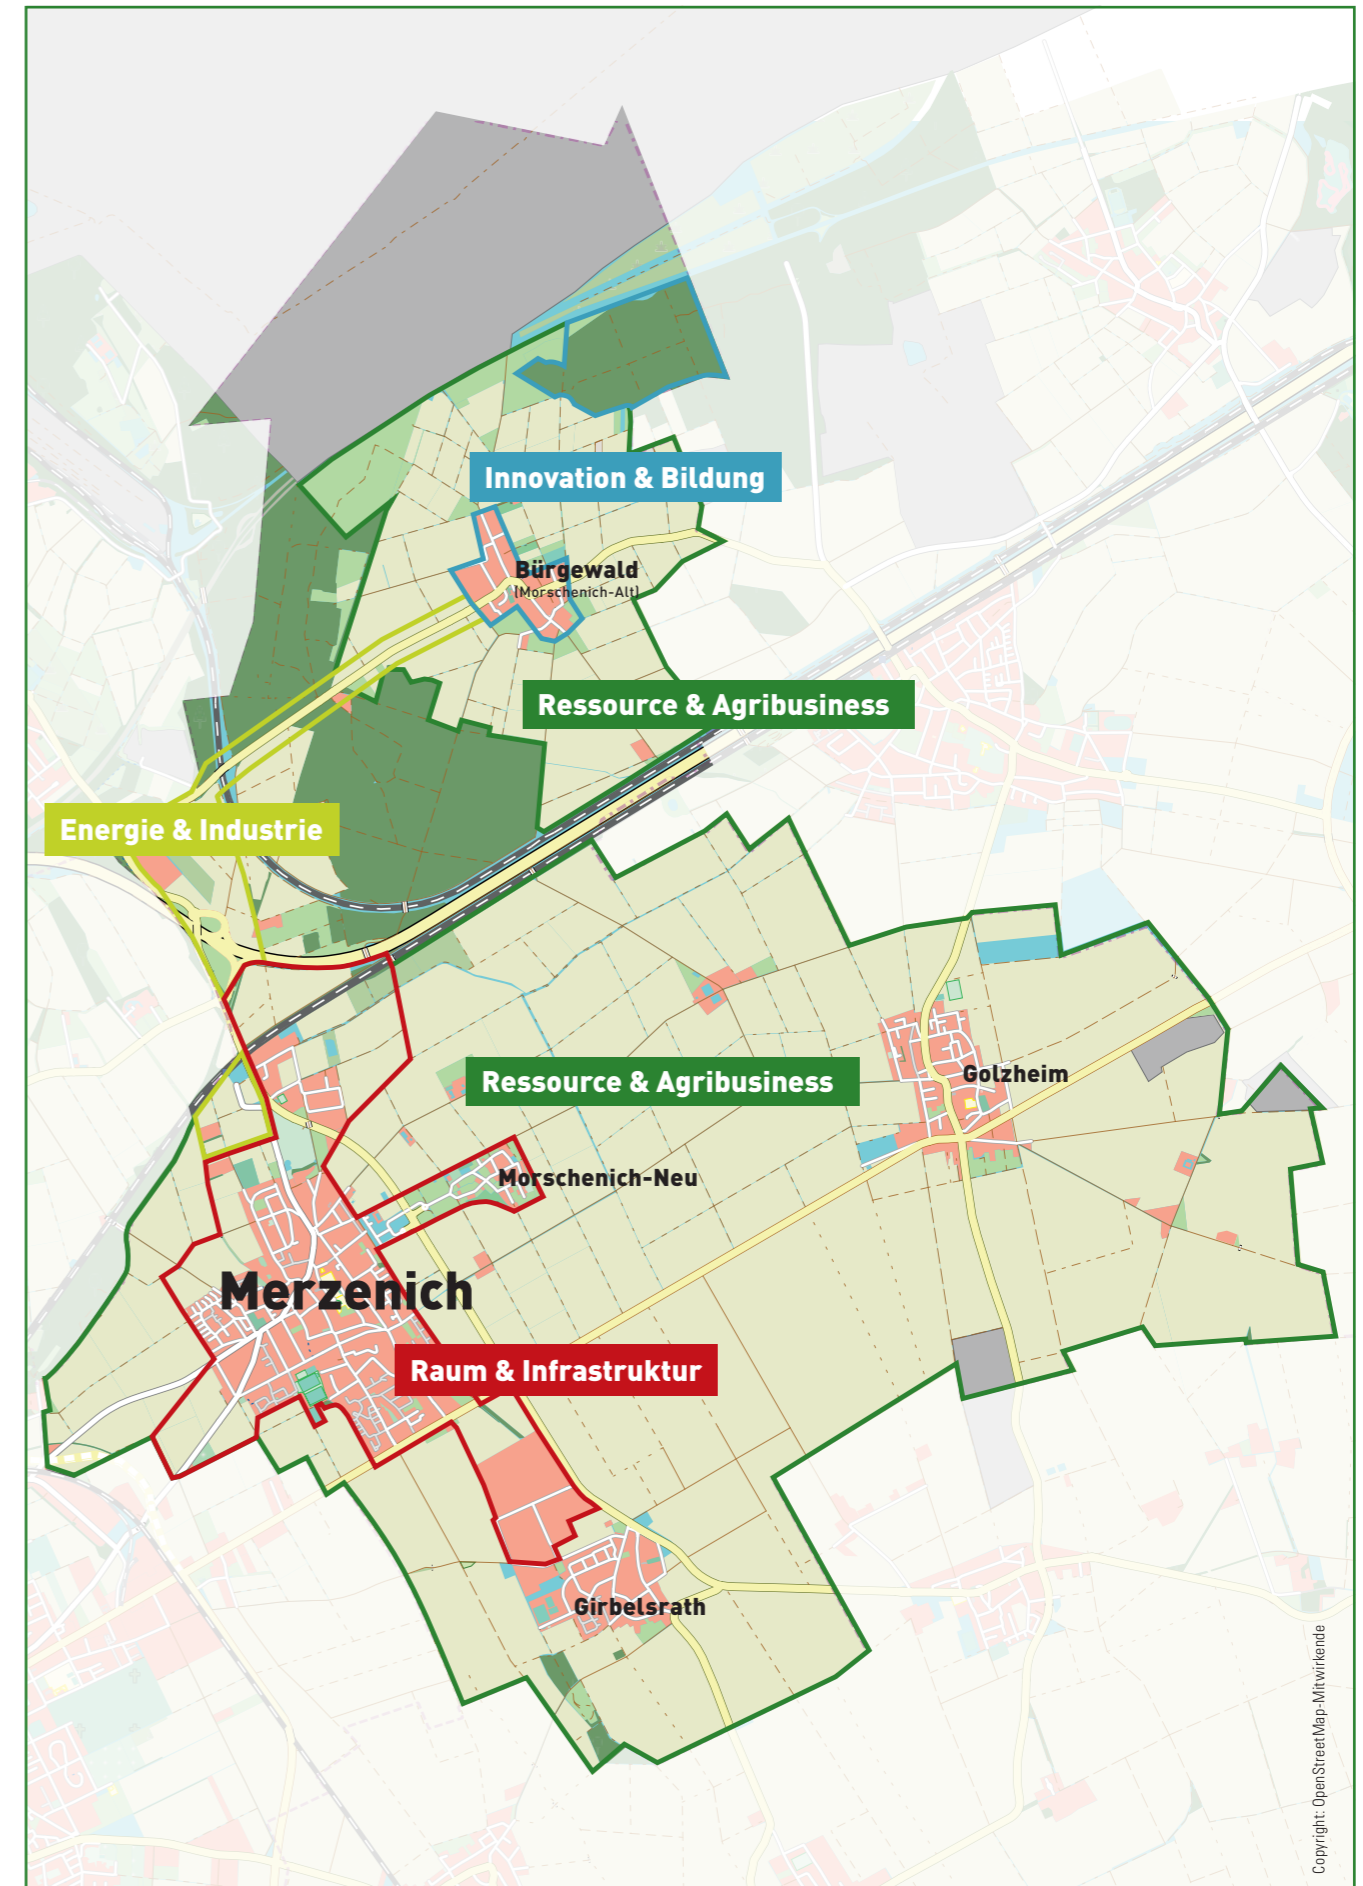 Innovation & Bildung
Bürgewald
(Morschenich-Alt)
Ressource & Agribusiness
Energie & Industrie
Ressource & Agribusiness
Golzheim
Morschenich-Neu
Merzenich
Raum & Infrastruktur
Girbelsrath
Copyright: OpenStreetMap-Mitwirkende